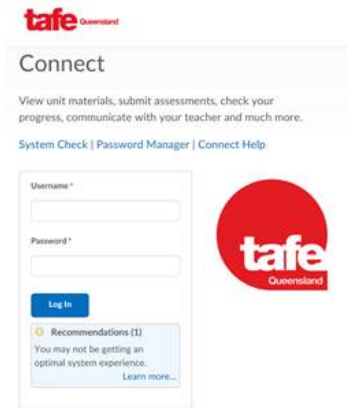 tafe Queensland
Connect
View unit materials, submit assessments, check your
progress, communicate with your teacher and much more.
System Check | Password Manager | Connect Help
Username *
Password *
Log In
Recommendations (1)
You may not be getting an
optimal system experience.
Learn more...
tafe
Queensland